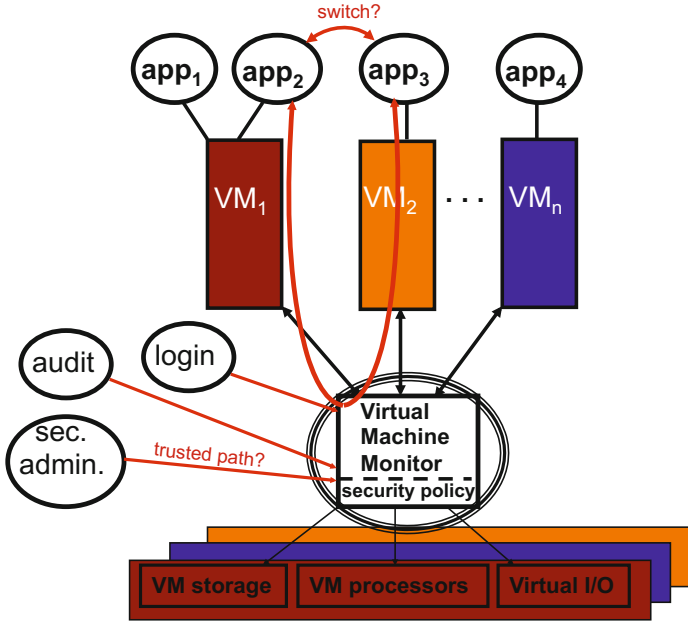 switch?
app₁ app₂ app₃ app₄
VM₁ VM₂ . . . VMₙ
audit
login
sec.
admin.
trusted path?
Virtual
Machine
Monitor
security policy
VM storage VM processors Virtual I/O